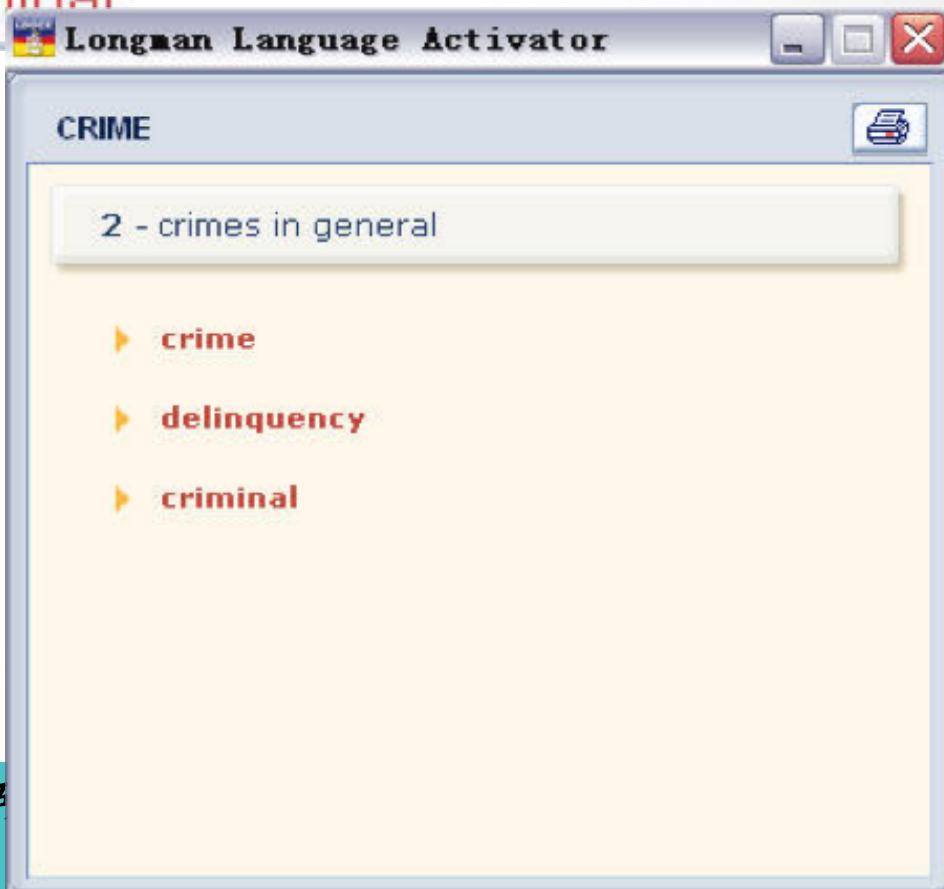 Longman Language Activator
CRIME
2 - crimes in general
crime
delinquency
criminal